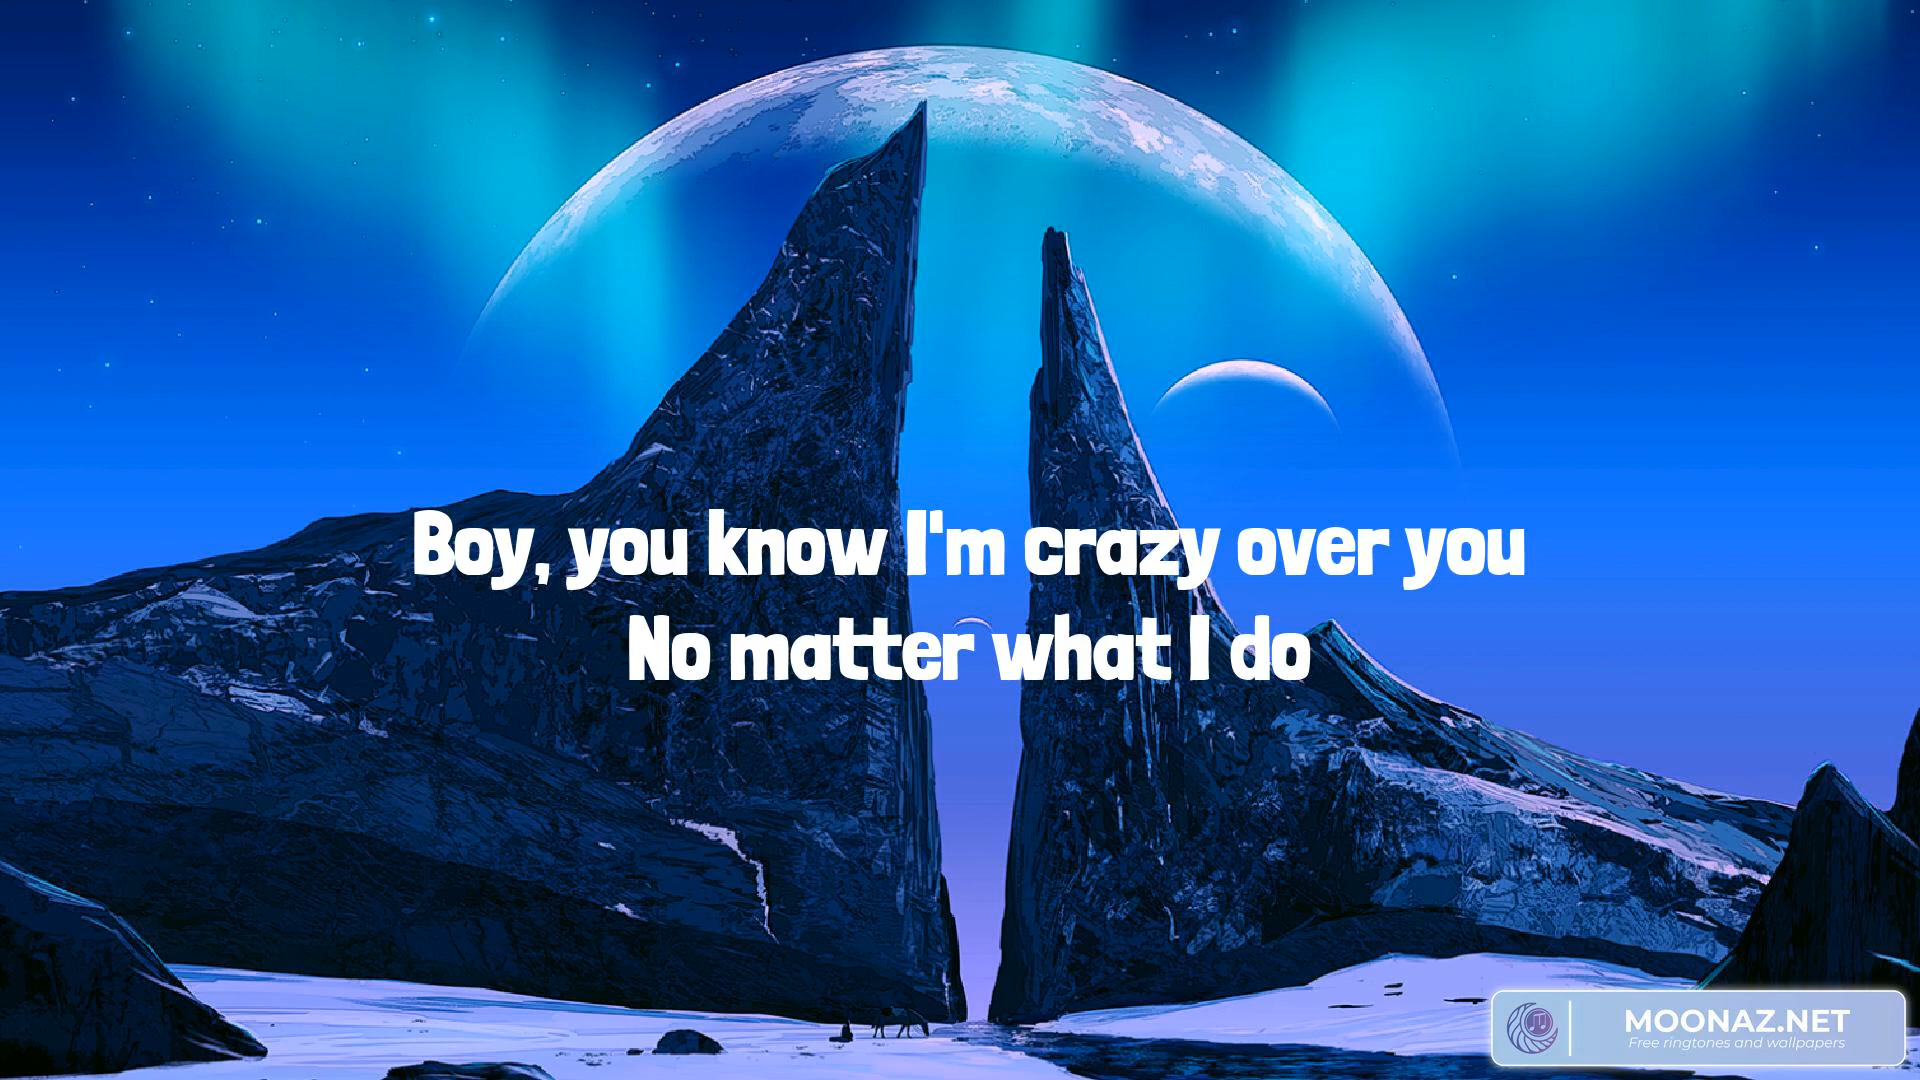 Boy, you know I'm crazy over you
No matter what I do
MOONAZ.NET
Free ringtones and wallpapers